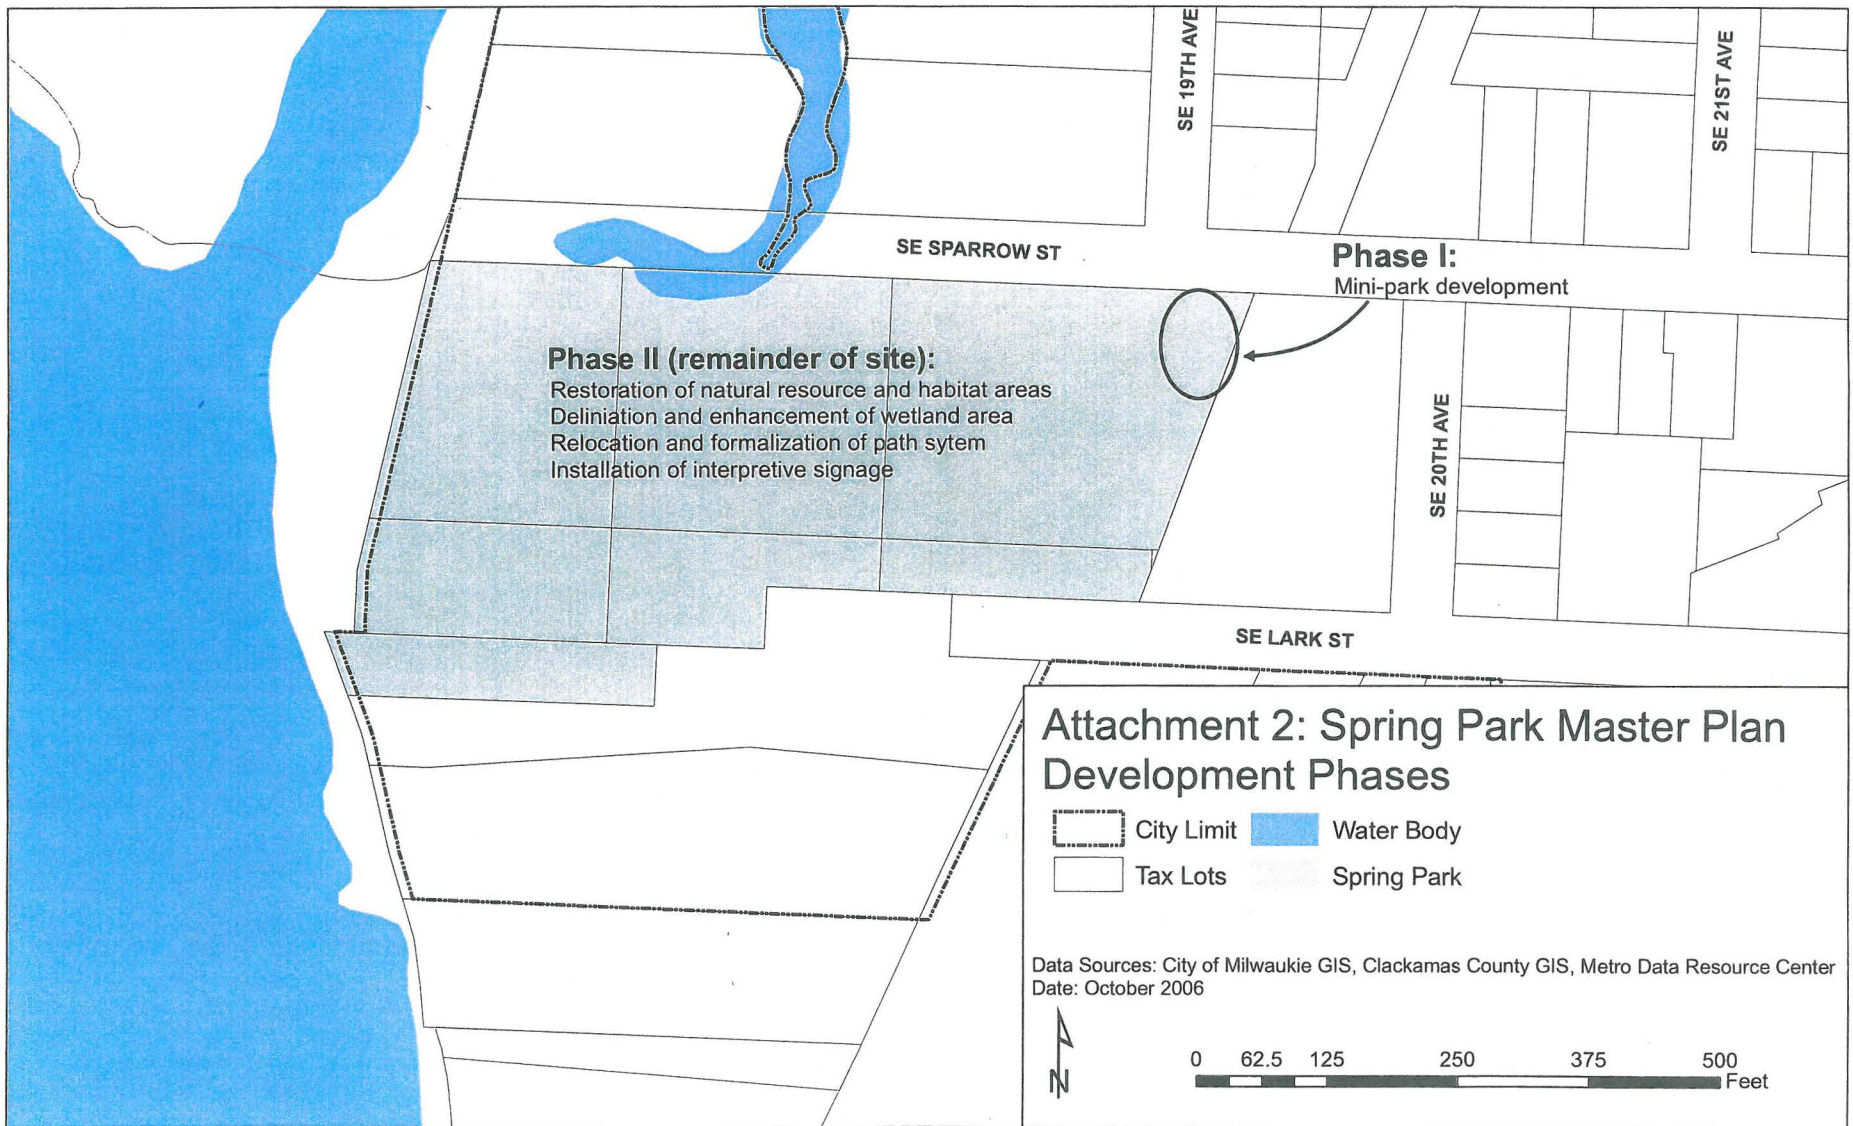 SE 19TH AVE
SE 21ST AVE
SE SPARROW ST
Phase I:
Mini-park development
Phase II (remainder of site):
Restoration of natural resource and habitat areas
Deliniation and enhancement of wetland area
Relocation and formalization of path sytem
Installation of interpretive signage
SE 20TH AVE
SE LARK ST
Attachment 2: Spring Park Master Plan
Development Phases
City Limit
Water Body
Tax Lots
Spring Park
Data Sources: City of Milwaukie GIS, Clackamas County GIS, Metro Data Resource Center
Date: October 2006
N
0 62.5 125 250 375 500
Feet